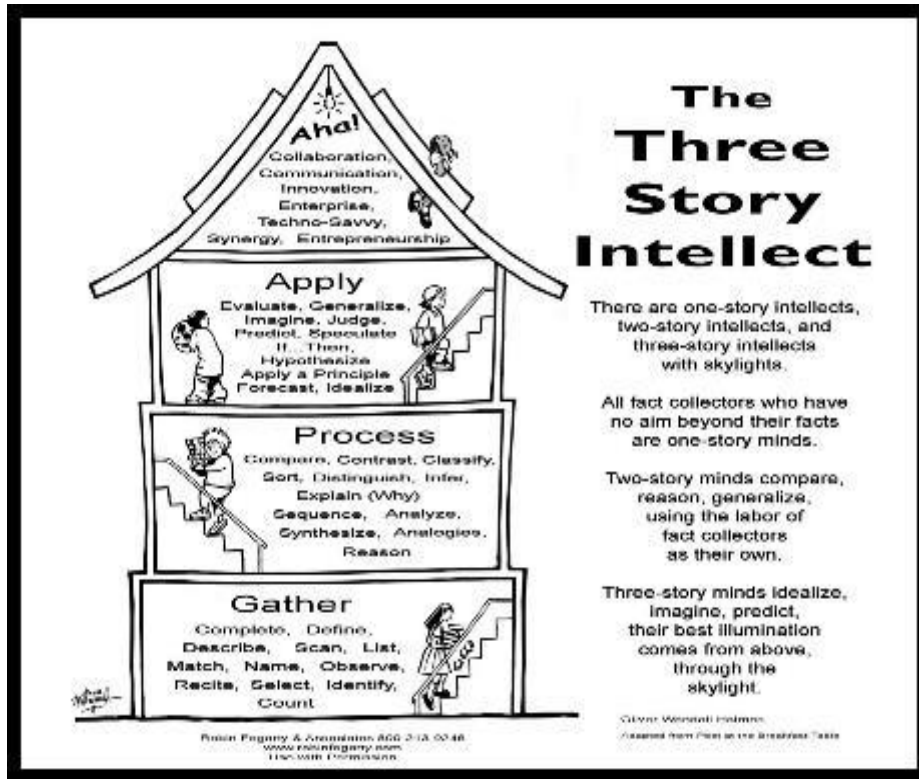 The
Three
Story
Intellect
Aha!
Collaboration,
Communication,
Innovation,
Enterprise,
Techno-Savvy,
Synergy, Entrepreneurship
Apply
Evaluate, Generalize,
Imagine, Judge,
Predict, Speculate
If...Then,
Hypothesize
Apply a Principle
Forecast, Idealize
Process
Compare, Contrast, Classify,
Sort, Distinguish, Infer,
Explain (Why)
Sequence, Analyze,
Synthesize, Analogies,
Reason
Gather
Complete, Define,
Describe, Scan, List,
Match, Name, Observe,
Recite, Select, Identify,
Count
Robin Fogarty & Associates 800-213-9246
www.robinfogarty.com
Use with Permission
There are one-story intellects,
two-story intellects, and
three-story intellects
with skylights.
All fact collectors who have
no aim beyond their facts
are one-story minds.
Two-story minds compare,
reason, generalize,
using the labor of
fact collectors
as their own.
Three-story minds idealize,
imagine, predict,
their best illumination
comes from above,
through the
skylight.
Oliver Wendell Holmes
Adapted from Poet at the Breakfast Table